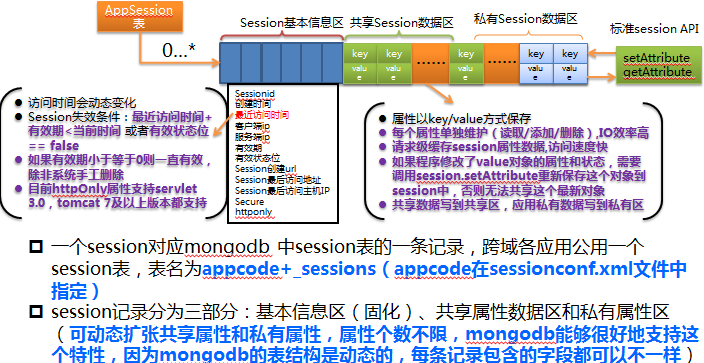 AppSession
表
0…*
Session基本信息区
共享Session数据区
私有Session数据区
标准session API
key
key
……
key
……
key
key
valu
e
valu
e
valu
e
valu
e
valu
e
setAttribute
getAttribute
访问时间会动态变化
Session失效条件：最近访问时间+
有效期<当前时间 或者有效状态位
== false
如果有效期小于等于0则一直有效，
除非系统手工删除
目前httpOnly属性支持servlet
3.0，tomcat 7及以上版本都支持
Sessionid
创建时间
最近访问时间
客户端ip
服务端ip
有效期
有效状态位
Session创建url
Session最后访问地址
Session最后访问主机IP
Secure
httponly
属性以key/value方式保存
每个属性单独维护（读取/添加/删除）,IO效率高
请求级缓存session属性数据,访问速度快
如果程序修改了value对象的属性和状态，需要
调用session.setAttribute重新保存这个对象到
session中，否则无法共享这个最新对象
共享数据写到共享区，应用私有数据写到私有区
一个session对应mongodb 中session表的一条记录，跨域各应用公用一个
session表，表名为appcode+_sessions（appcode在sessionconf.xml文件中
指定）
session记录分为三部分：基本信息区（固化）、共享属性数据区和私有属性区
（可动态扩张共享属性和私有属性，属性个数不限，mongodb能够很好地支持这
个特性，因为mongodb的表结构是动态的，每条记录包含的字段都可以不一样）